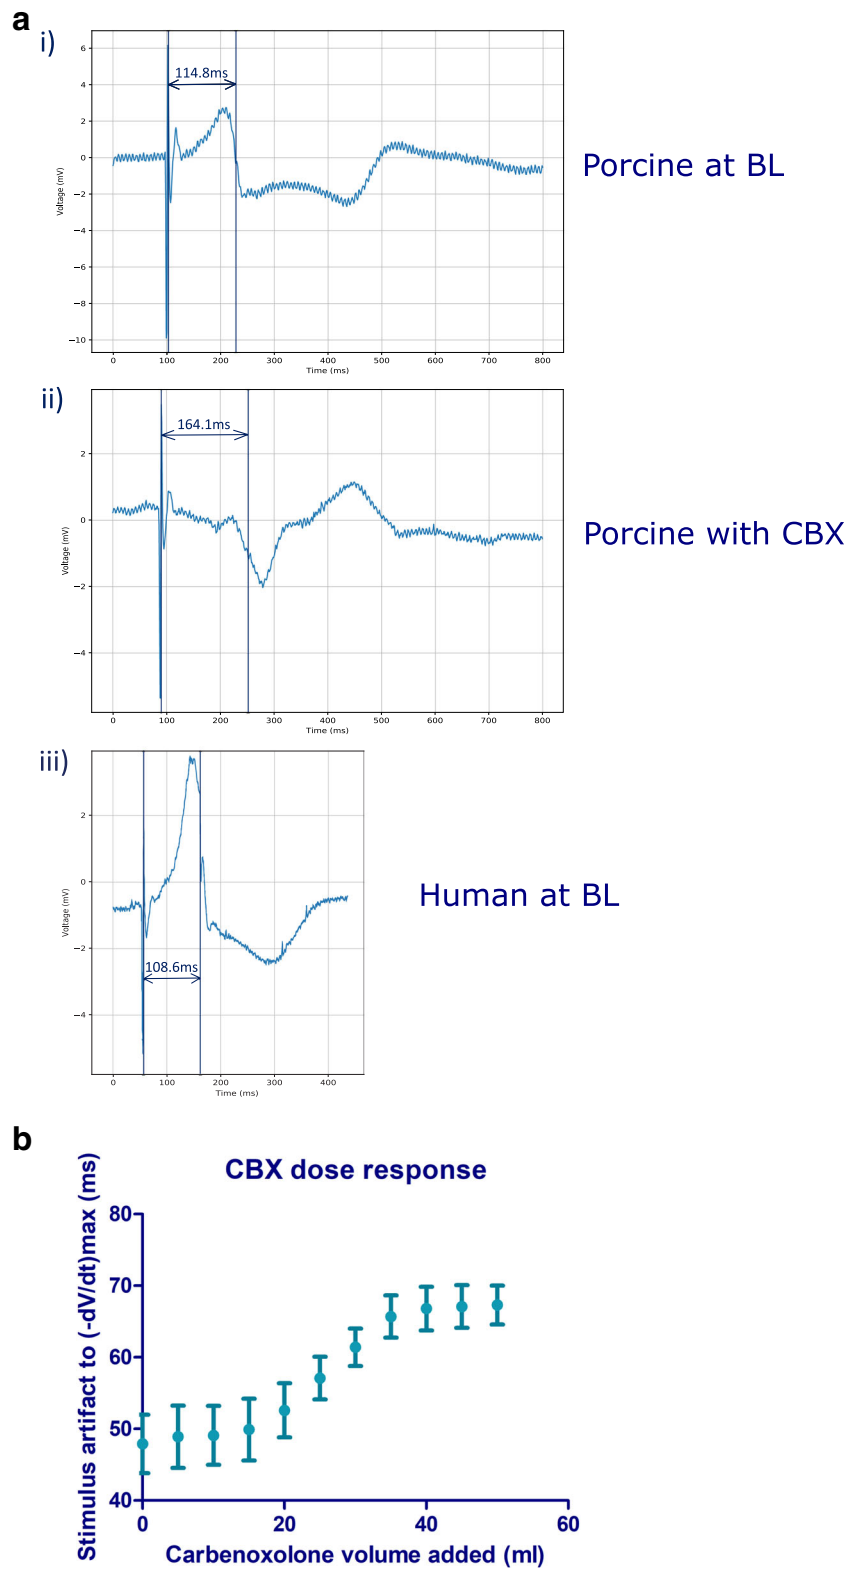 a
i)
6
4
2
0
−2
−4
−6
−8
−10
Voltage (mV)
114.8ms
0 100 200 300 400 500 600 700 800
Time (ms)
Porcine at BL
ii)
2
0
−2
−4
Voltage (mV)
164.1ms
0 100 200 300 400 500 600 700 800
Time (ms)
Porcine with CBX
iii)
2
0
−2
−4
Voltage (mV)
108.6ms
0 100 200 300 400
Time (ms)
Human at BL
b
CBX dose response
Stimulus artifact to (-dV/dt)max (ms)
80
70
60
50
40
0 20 40 60
Carbenoxolone volume added (ml)